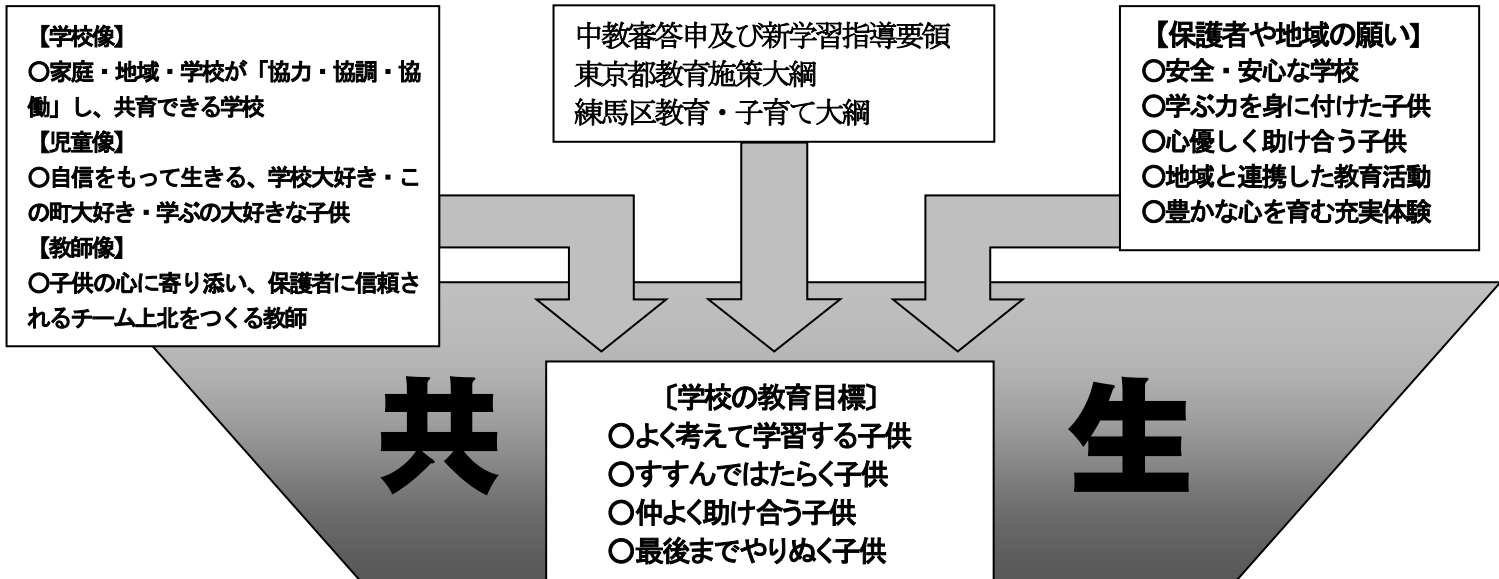 【学校像】
〇家庭・地域・学校が「協力・協調・協
働」し、共育できる学校
【児童像】
〇自信をもって生きる、学校大好き・こ
の町大好き・学ぶの大好きな子供
【教師像】
〇子供の心に寄り添い、保護者に信頼さ
れるチーム上北をつくる教師
中教審答申及び新学習指導要領
東京都教育施策大綱
練馬区教育・子育て大綱
【保護者や地域の願い】
〇安全・安心な学校
〇学ぶ力を身に付けた子供
〇心優しく助け合う子供
〇地域と連携した教育活動
〇豊かな心を育む充実体験
共
生
〔学校の教育目標〕
〇よく考えて学習する子供
〇すすんではたらく子供
〇仲よく助け合う子供
〇最後までやりぬく子供